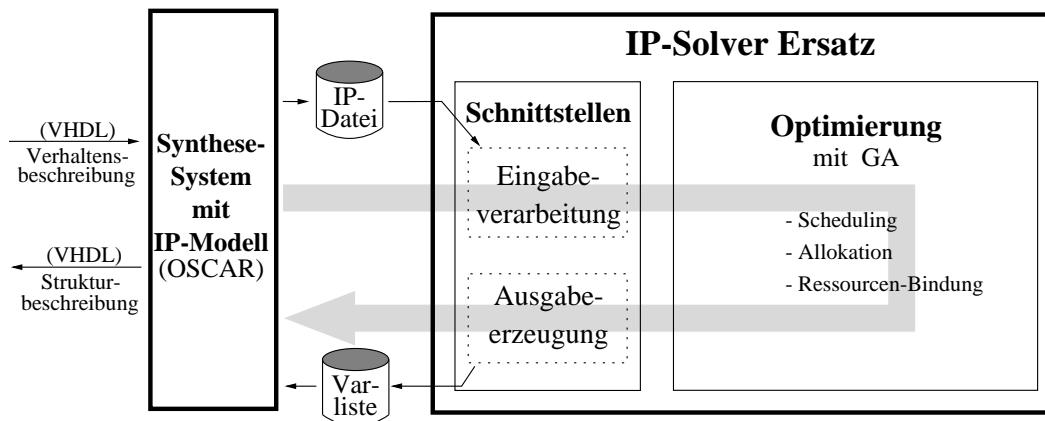 (VHDL)
Verhaltens-
beschreibung
(VHDL)
Struktur-
beschreibung
Synthese-
System
mit
IP-Modell
(OSCAR)
IP-
Datei
Var-
liste
IP-Solver Ersatz
Schnittstellen
Eingabe-
verarbeitung
Ausgabe-
erzeugung
Optimierung
mit GA
- Scheduling
- Allokation
- Ressourcen-Bindung